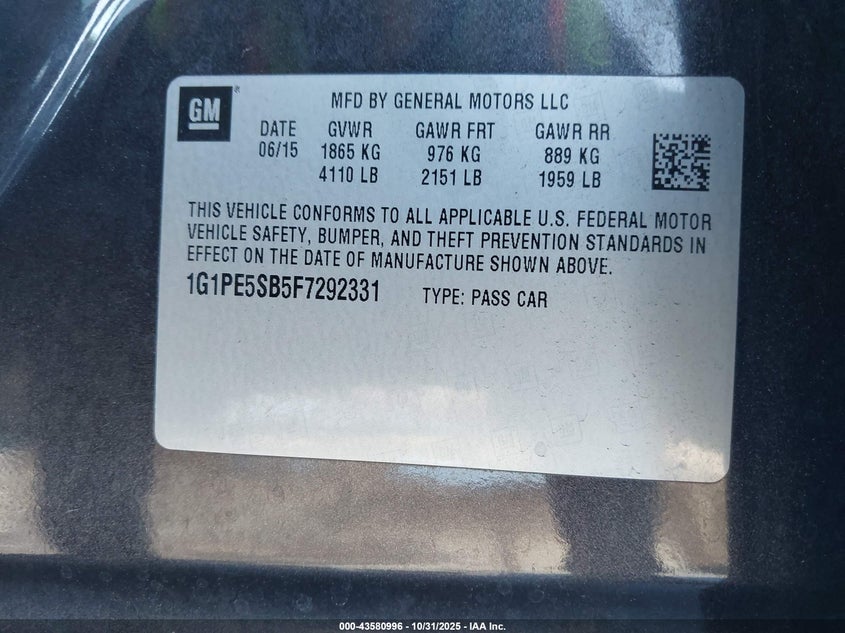 GM®
MFD BY GENERAL MOTORS LLC
DATE GVWR GAWR FRT GAWR RR
06/15 1865 KG 976 KG 889 KG
4110 LB 2151 LB 1959 LB
THIS VEHICLE CONFORMS TO ALL APPLICABLE U.S. FEDERAL MOTOR
VEHICLE SAFETY, BUMPER, AND THEFT PREVENTION STANDARDS IN
EFFECT ON THE DATE OF MANUFACTURE SHOWN ABOVE.
1G1PE5SB5F7292331 TYPE: PASS CAR
000-43580996 - 10/31/2025 - IAA Inc.